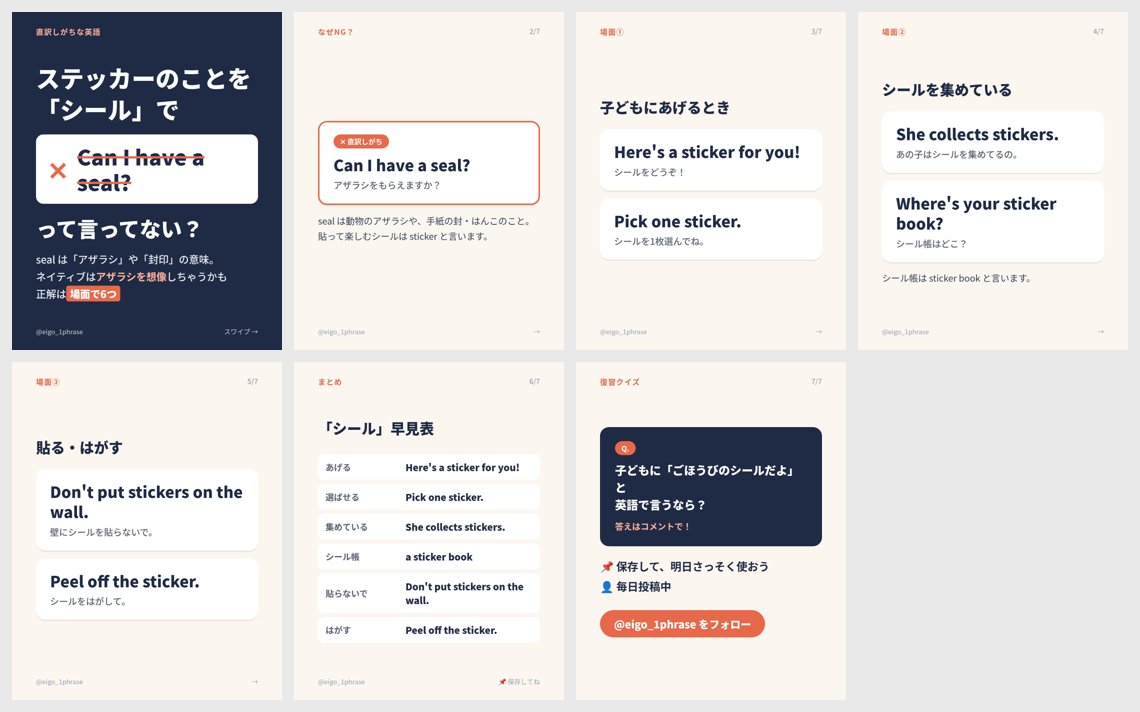 直訳しがちな英語
ステッカーのことを
「シール」で
✕ Can I have a
seal?
って言ってない？
seal は「アザラシ」や「封印」の意味。
ネイティブはアザラシを想像しちゃうかも
正解は 場面で6つ
@eigo_1phrase スワイプ →
なぜNG？ 2/7
✕ 直訳しがち
Can I have a seal?
アザラシをもらえますか？
seal は動物のアザラシや、手紙の封・はんこのこと。
貼って楽しむシールは sticker と言います。
@eigo_1phrase →
場面① 3/7
子どもにあげるとき
Here's a sticker for you!
シールをどうぞ！
Pick one sticker.
シールを1枚選んでね。
@eigo_1phrase →
場面② 4/7
シールを集めている
She collects stickers.
あの子はシールを集めてるの。
Where's your sticker
book?
シール帳はどこ？
シール帳は sticker book と言います。
@eigo_1phrase →
場面③ 5/7
貼る・はがす
Don't put stickers on the
wall.
壁にシールを貼らないで。
Peel off the sticker.
シールをはがして。
@eigo_1phrase →
まとめ 6/7
「シール」早見表
あげる Here's a sticker for you!
選ばせる Pick one sticker.
集めている She collects stickers.
シール帳 a sticker book
貼らないで Don't put stickers on the
wall.
はがす Peel off the sticker.
@eigo_1phrase 📌 保存してね
復習クイズ 7/7
Q.
子どもに「ごほうびのシールだよ」
と
英語で言うなら？
答えはコメントで！
📌 保存して、明日さっそく使おう
👤 毎日投稿中
@eigo_1phrase をフォロー